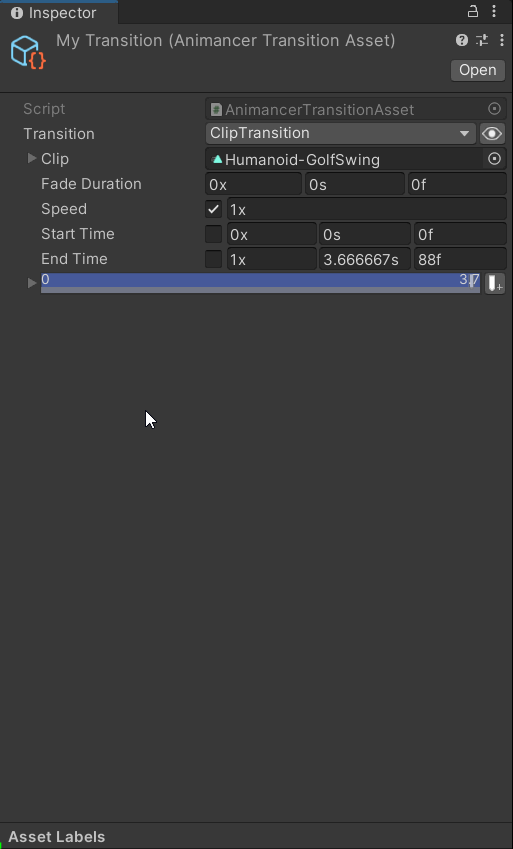 Inspector
My Transition (Animancer Transition Asset)
Open
Script AnimancerTransitionAsset
Transition ClipTransition
Clip Humanoid-GolfSwing
Fade Duration 0x 0s 0f
Speed 1x
Start Time 0x 0s 0f
End Time 1x 3.666667s 88f
0 3.7
Asset Labels